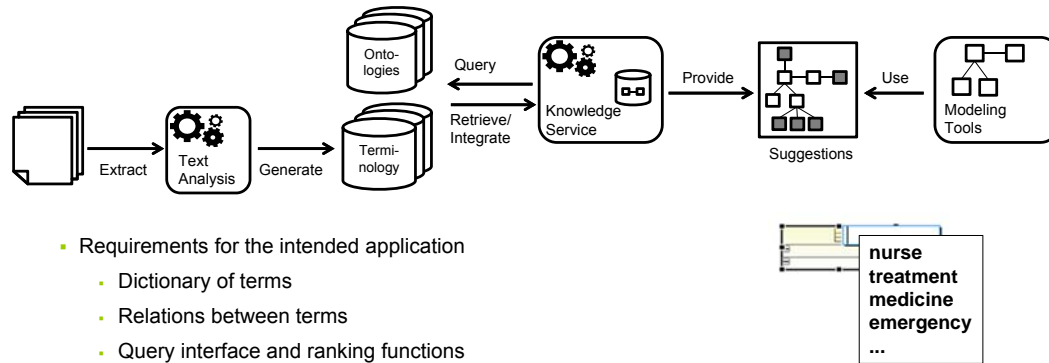 Onto-
logies
Query
Retrieve/
Integrate
Knowledge
Service
Provide
Suggestions
Use
Modeling
Tools
Extract
Text
Analysis
Generate
Termi-
nology
▪ Requirements for the intended application
▪ Dictionary of terms
▪ Relations between terms
▪ Query interface and ranking functions
nurse
treatment
medicine
emergency
...